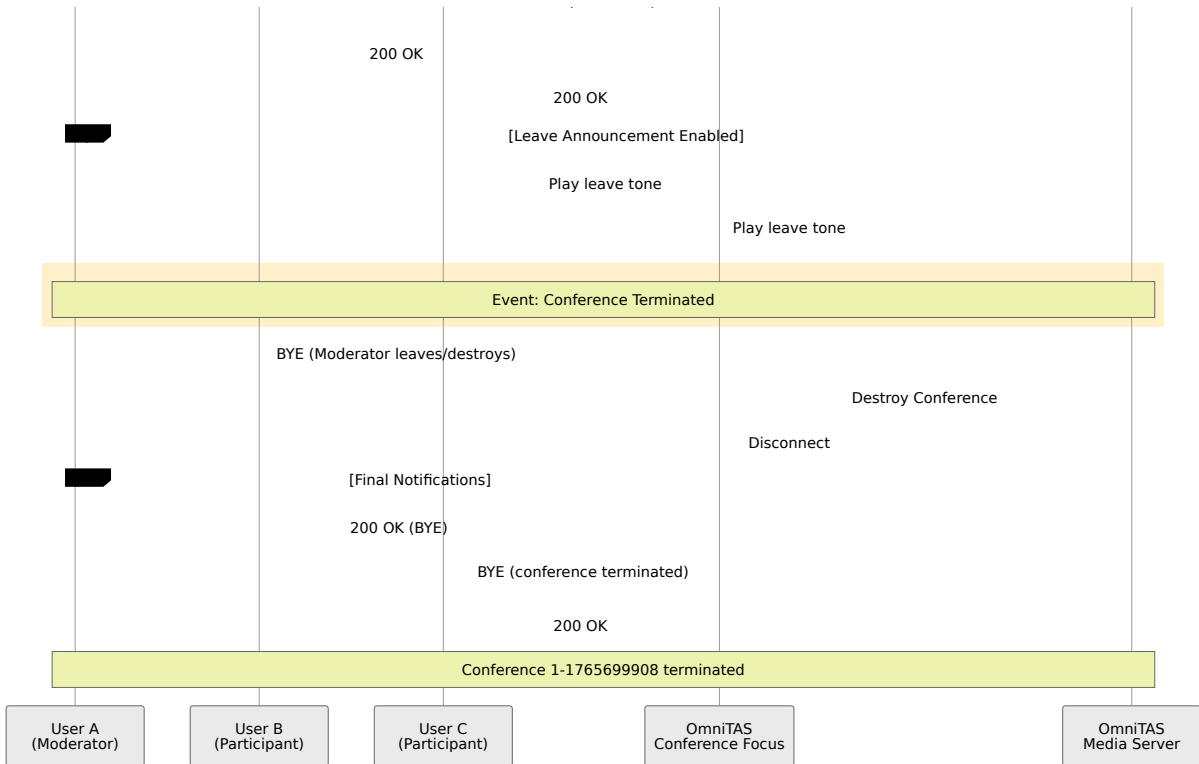 200 OK
200 OK
[Leave Announcement Enabled]
Play leave tone
Play leave tone
Event: Conference Terminated
BYE (Moderator leaves/destroys)
Destroy Conference
Disconnect
[Final Notifications]
200 OK (BYE)
BYE (conference terminated)
200 OK
Conference 1-1765699908 terminated
User A
(Moderator)
User B
(Participant)
User C
(Participant)
OmniTAS
Conference Focus
OmniTAS
Media Server